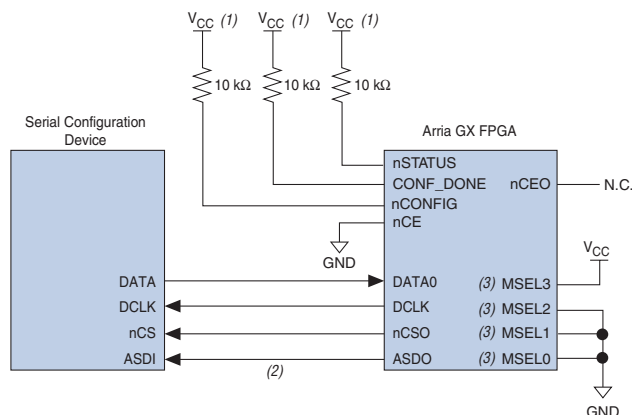 VCC (1) VCC (1) VCC (1)
10 kΩ 10 kΩ 10 kΩ
Serial Configuration
Device
Arria GX FPGA
nSTATUS
CONF_DONE
nCEO
N.C.
nCONFIG
nCE
GND
VCC
DATA
DATA0
(3) MSEL3
DCLK
DCLK
(3) MSEL2
nCS
nCSO
(3) MSEL1
ASDI
(2)
ASDO
(3) MSEL0
GND